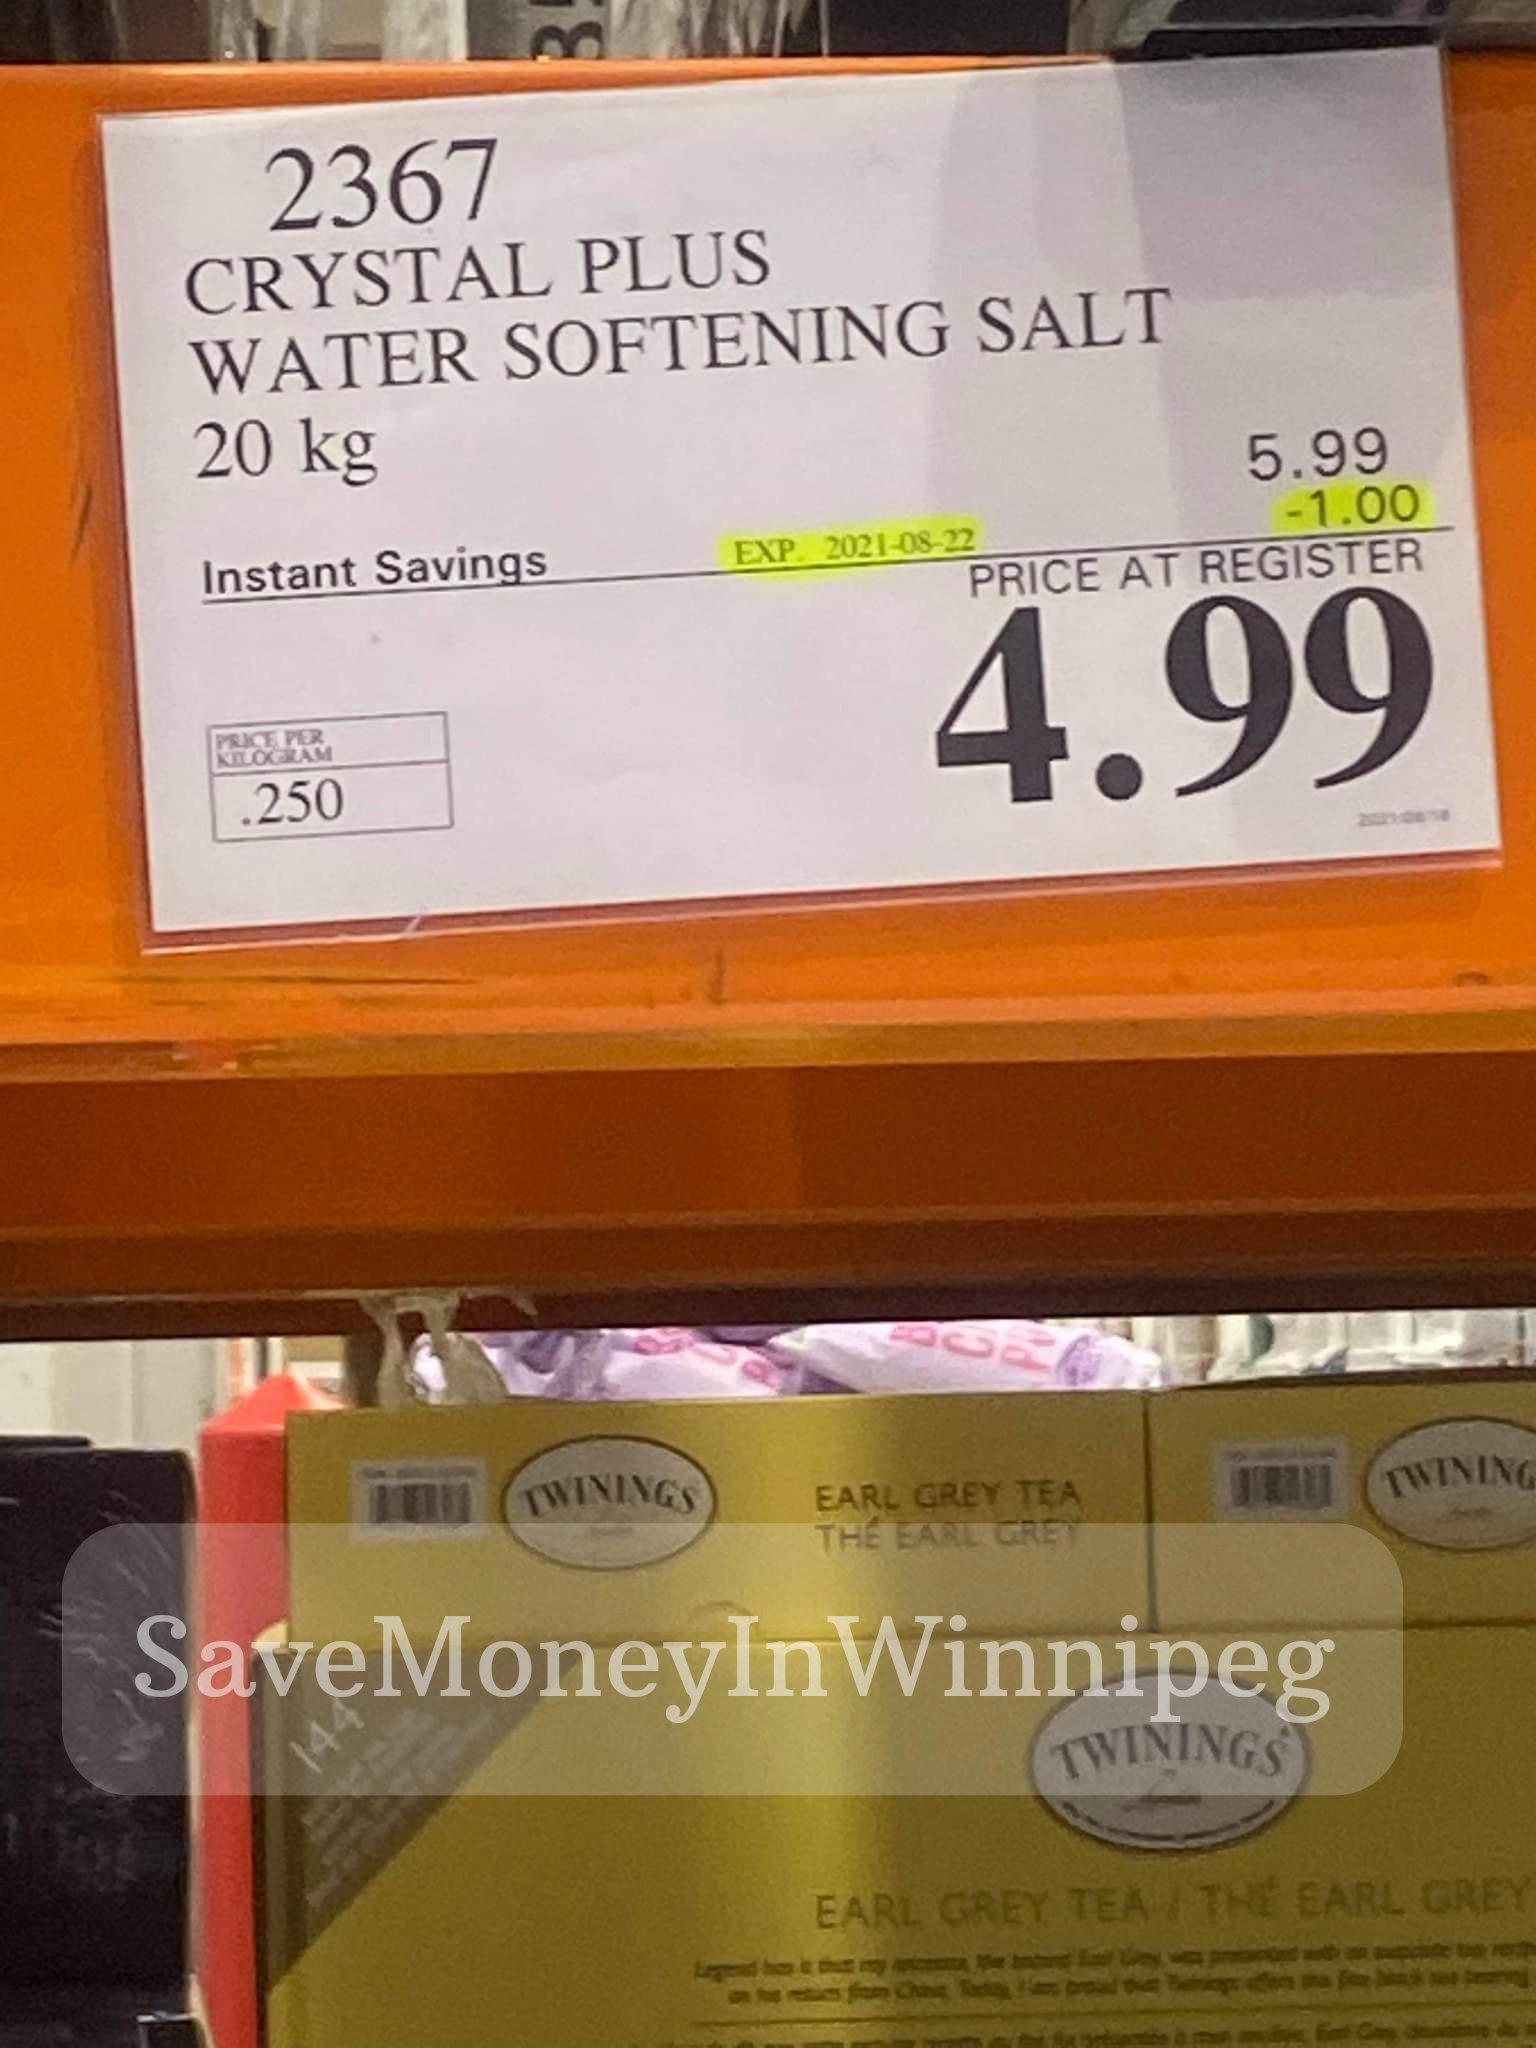 2367
CRYSTAL PLUS
WATER SOFTENING SALT
20 kg
5.99
-1.00
Instant Savings
EXP. 2021-08-22
PRICE AT REGISTER
4.99
PRICE PER
KILOGRAM
.250
TWININGS
EARL GREY TEA
THÉ EARL GREY
TWINING
SaveMoneyInWinnipeg
144
TWININGS
EARL GREY TEA / THÉ EARL GREY